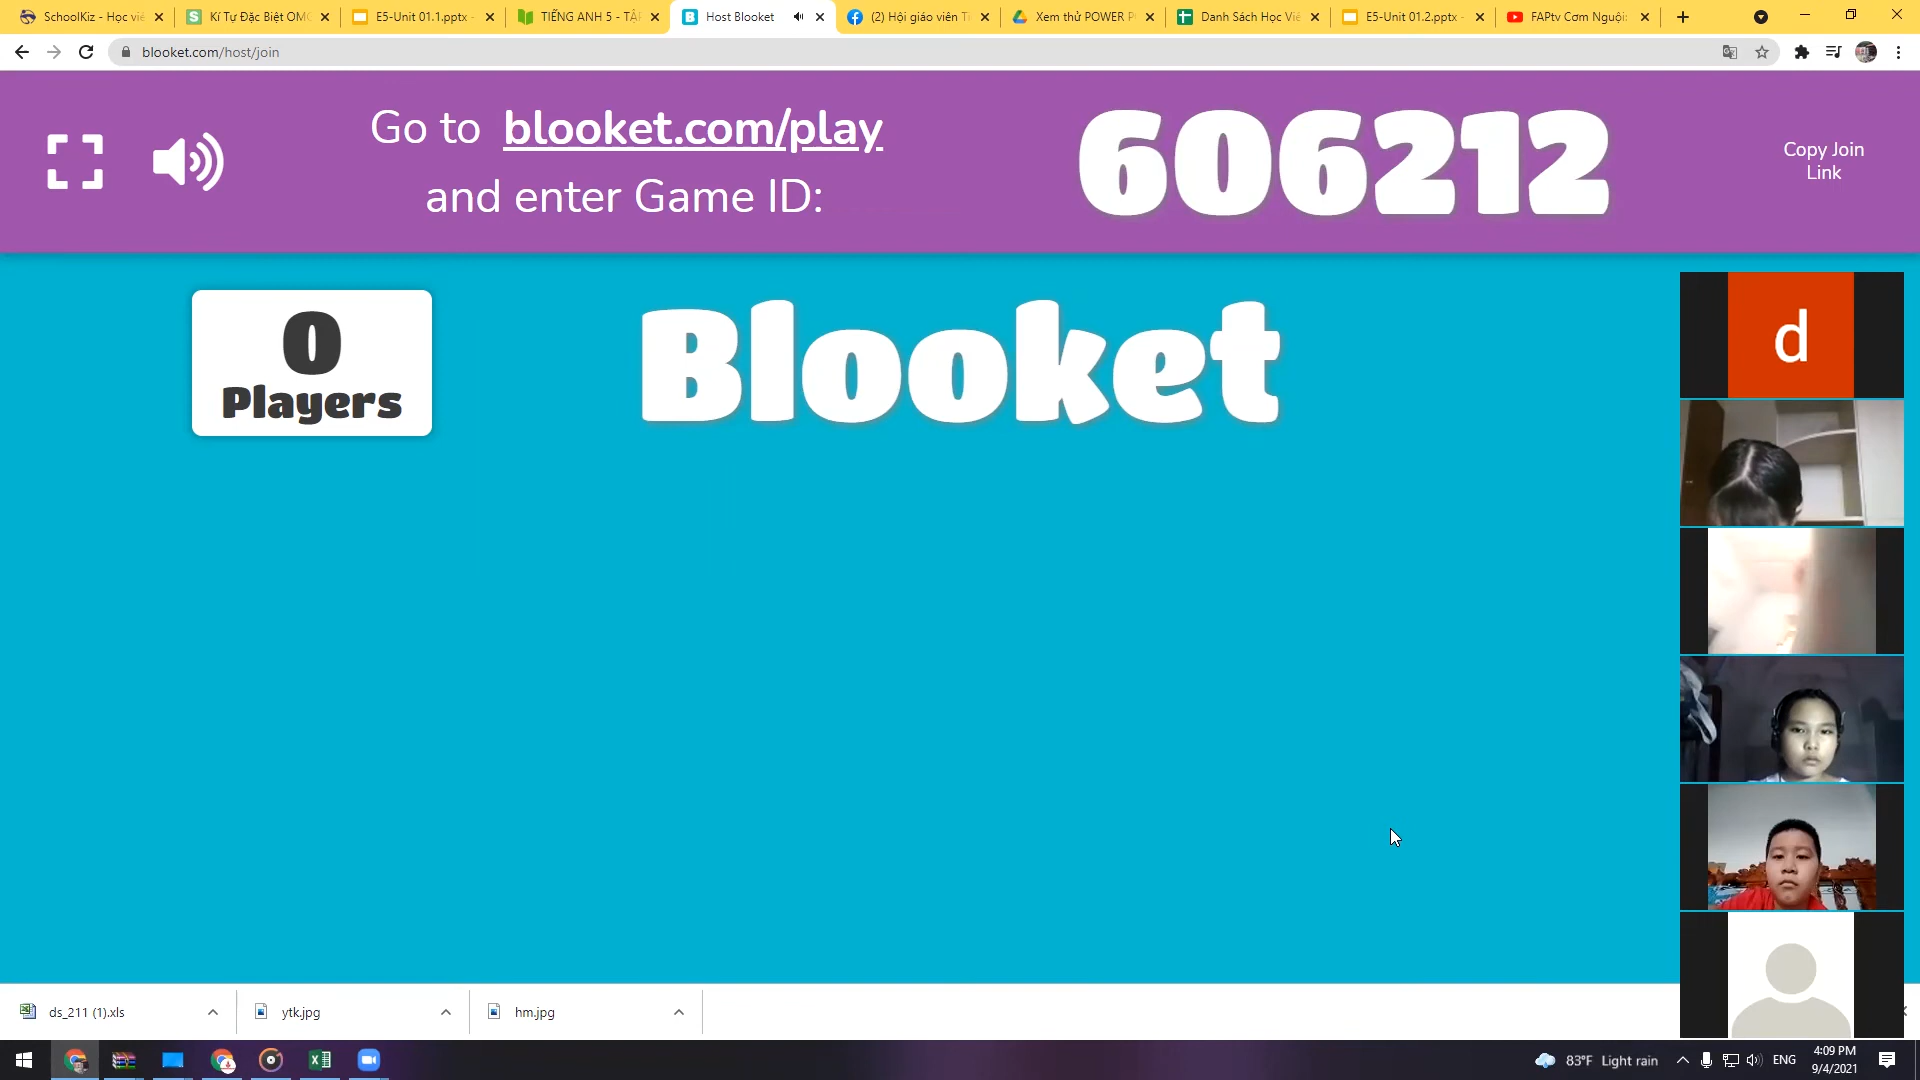 SchoolKiz - Học viê
Kí Tự Đặc Biệt OMG
E5-Unit 01.1.pptx -
TIẾNG ANH 5 - TẬP
Host Blooket
(2) Hội giáo viên Ti
Xem thử POWER P
Danh Sách Học Viê
E5-Unit 01.2.pptx -
FAPtv Cơm Nguội:
blooket.com/host/join
Go to blooket.com/play
and enter Game ID:
606212
Copy Join
Link
0
Players
Blooket
d
ds_211 (1).xls
ytk.jpg
hm.jpg
83°F Light rain
ENG
4:09 PM
9/4/2021